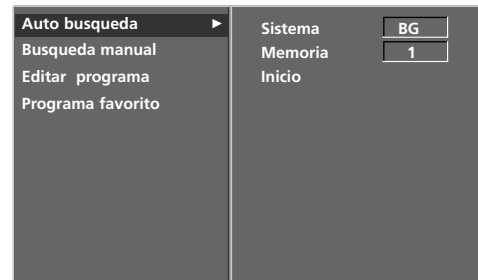 Auto busqueda ►
Busqueda manual
Editar programa
Programa favorito
Sistema BG
Memoria 1
Inicio